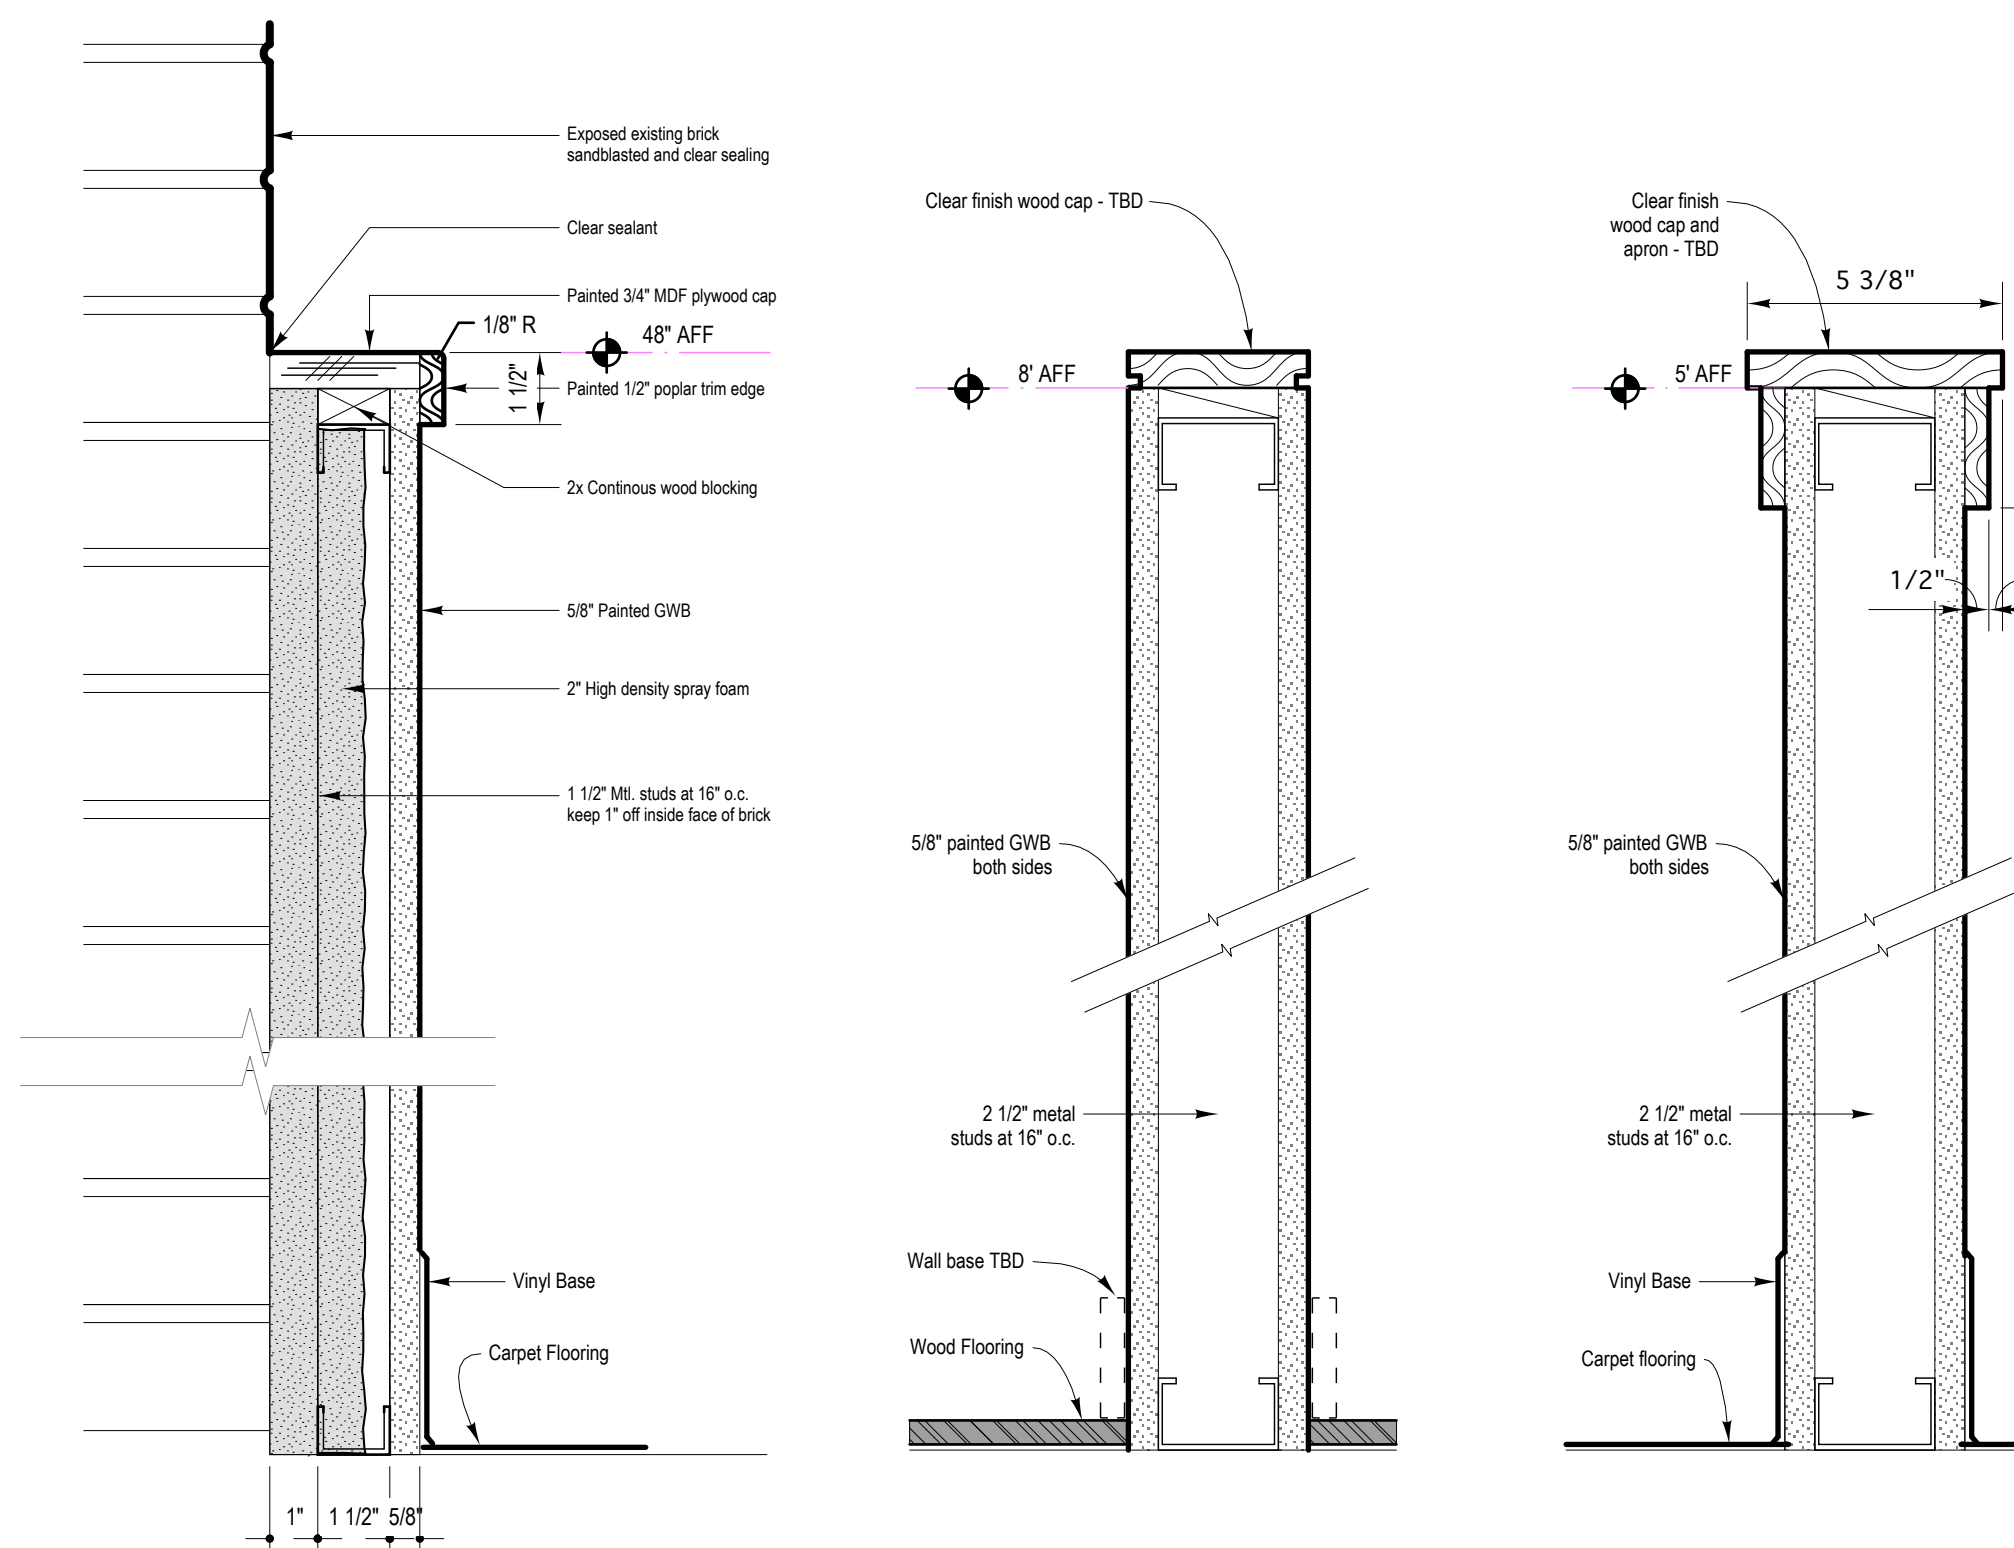 Exposed existing brick
sandblasted and clear sealing
Clear sealant
Painted 3/4" MDF plywood cap
1/8" R
48" AFF
1 1/2"
Painted 1/2" poplar trim edge
2x Continous wood blocking
5/8" Painted GWB
2" High density spray foam
1 1/2" Mtl. studs at 16" o.c.
keep 1" off inside face of brick
Vinyl Base
Carpet Flooring
1"
1 1/2"
5/8"
Clear finish wood cap - TBD
8' AFF
5/8" painted GWB
both sides
2 1/2" metal
studs at 16" o.c.
Wall base TBD
Wood Flooring
Clear finish
wood cap and
apron - TBD
5 3/8"
5' AFF
1/2"
5/8" painted GWB
both sides
2 1/2" metal
studs at 16" o.c.
Vinyl Base
Carpet flooring